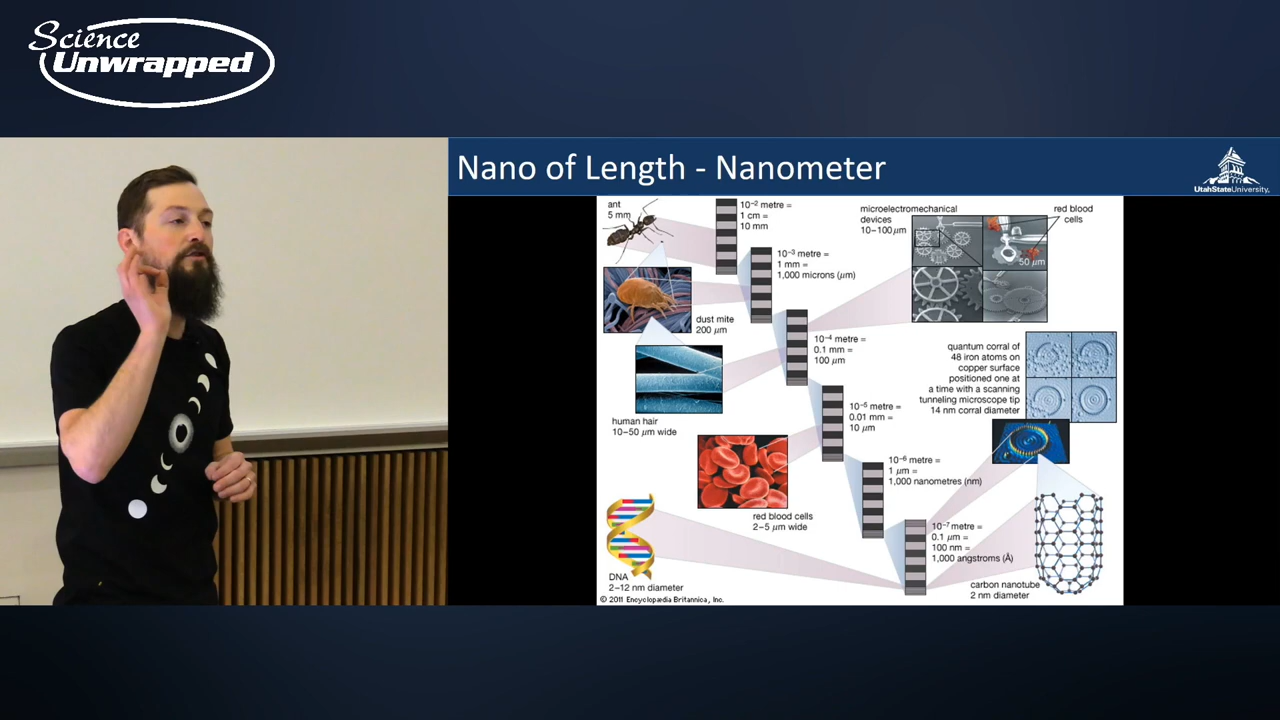 Science
Unwrapped
Nano of Length - Nanometer
UtahStateUniversity
ant
5 mm
10⁻² metre =
1 cm =
10 mm
microelectromechanical
devices
10–100 µm
red blood
cells
50 µm
10⁻³ metre =
1 mm =
1,000 microns (µm)
dust mite
200 µm
10⁻⁴ metre =
0.1 mm =
100 µm
quantum corral of
48 iron atoms on
copper surface
positioned one at
a time with a scanning
tunneling microscope tip
14 nm corral diameter
human hair
10–50 µm wide
10⁻⁵ metre =
0.01 mm =
10 µm
10⁻⁶ metre =
1 µm =
1,000 nanometres (nm)
red blood cells
2–5 µm wide
10⁻⁷ metre =
0.1 µm =
100 nm =
1,000 angstroms (Å)
DNA
2–12 nm diameter
carbon nanotube
2 nm diameter
© 2011 Encyclopædia Britannica, Inc.